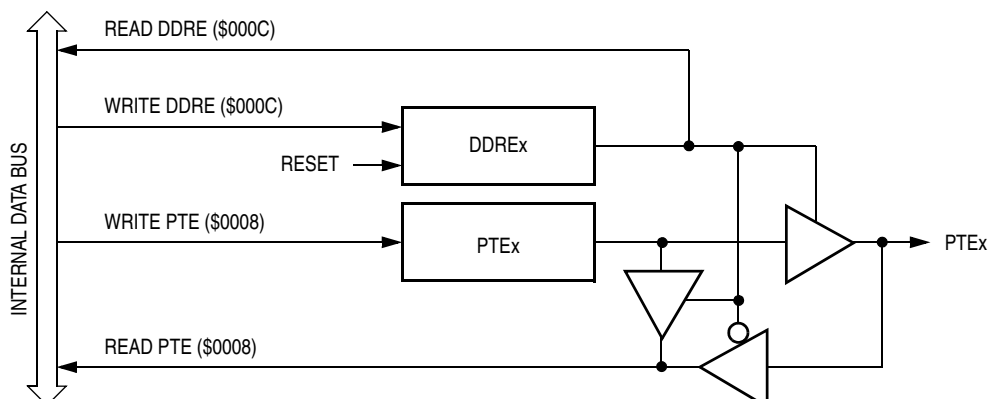 READ DDRE ($000C)
WRITE DDRE ($000C)
DDREx
RESET
INTERNAL DATA BUS
WRITE PTE ($0008)
PTEx
PTEx
READ PTE ($0008)